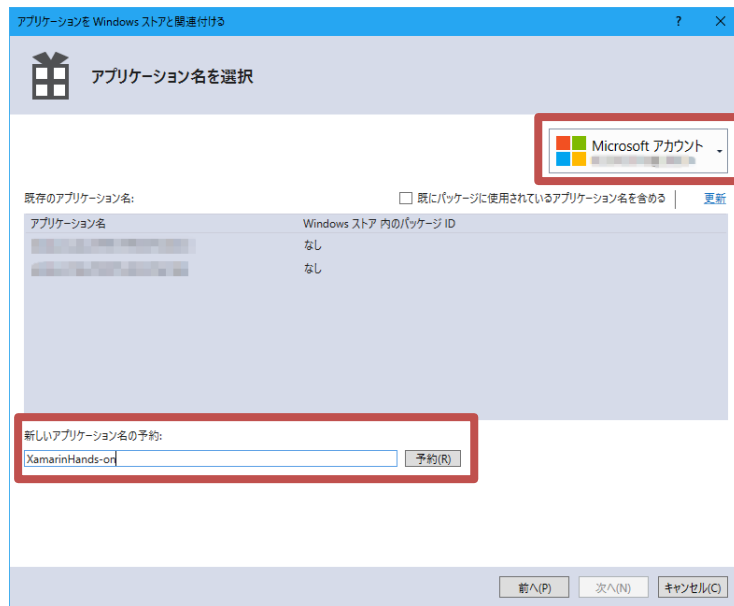 アプリケーションを Windows ストアと関連付ける
? ×
アプリケーション名を選択
Microsoft アカウント
既存のアプリケーション名:
既にパッケージに使用されているアプリケーション名を含める
更新
アプリケーション名 Windows ストア 内のパッケージ ID
なし
なし
新しいアプリケーション名の予約:
XamarinHands-on 予約(R)
前へ(P) 次へ(N) キャンセル(C)